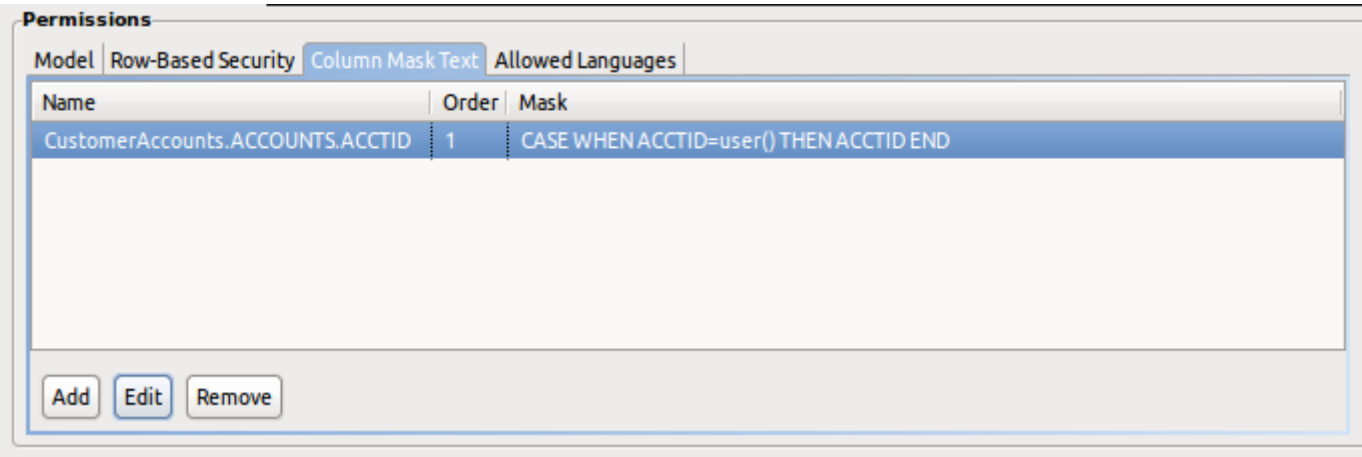 Permissions
Model Row-Based Security Column Mask Text Allowed Languages
Name Order Mask
CustomerAccounts.ACCOUNTS.ACCTID 1 CASE WHEN ACCTID=user() THEN ACCTID END
Add Edit Remove